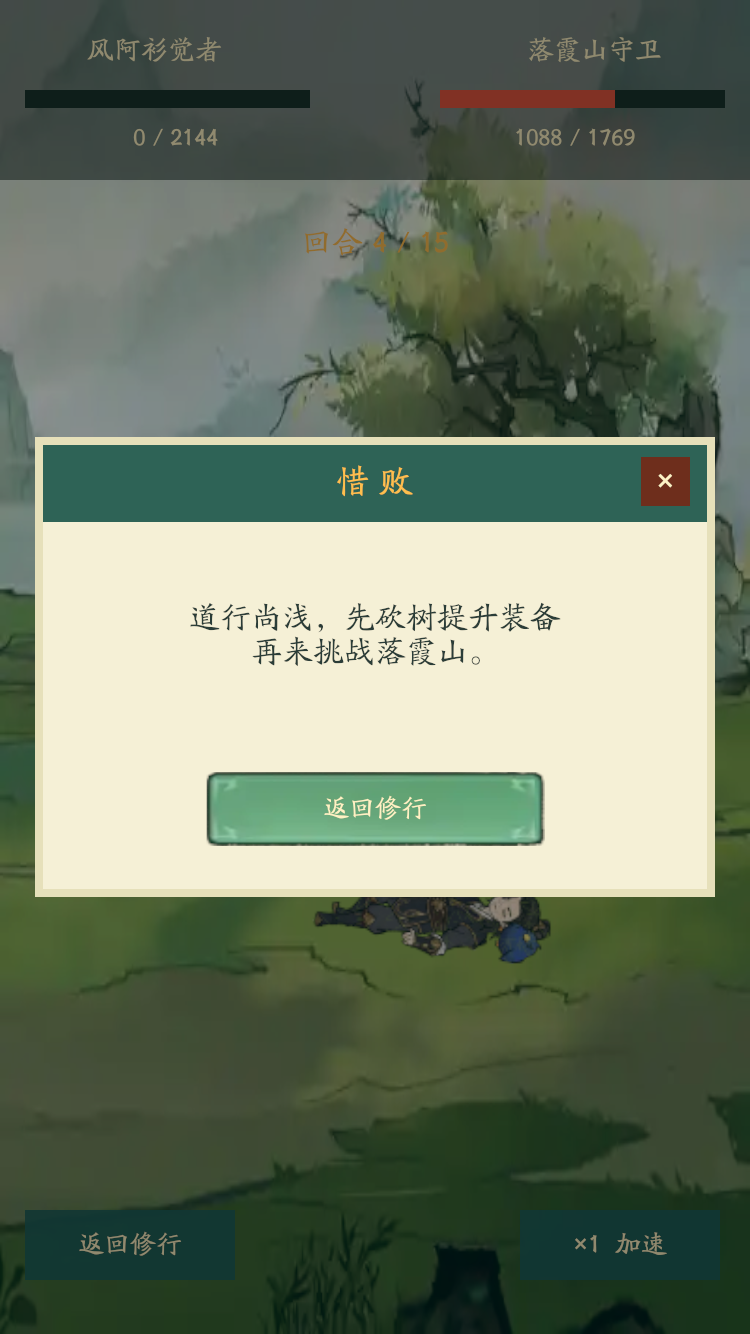 风阿衫觉者
落霞山守卫
0 / 2144
1088 / 1769
回合 4 / 15
惜败
×
道行尚浅，先砍树提升装备
再来挑战落霞山。
返回修行
返回修行
×1 加速